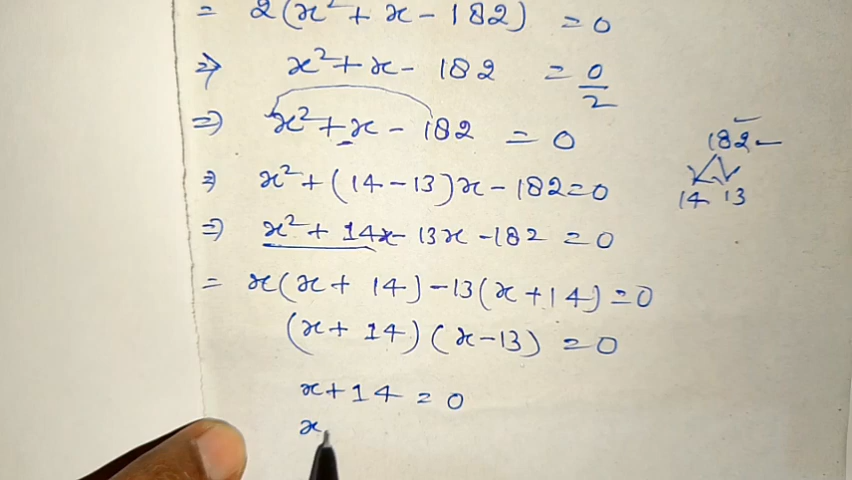 = 2(x² + x - 182) = 0
⇒ x² + x - 182 = 0/2
⇒ x² + x - 182 = 0
182
14 13
⇒ x² + (14 - 13)x - 182 = 0
⇒ x² + 14x - 13x - 182 = 0
= x(x + 14) - 13(x + 14) = 0
(x + 14)(x - 13) = 0
x + 14 = 0
x